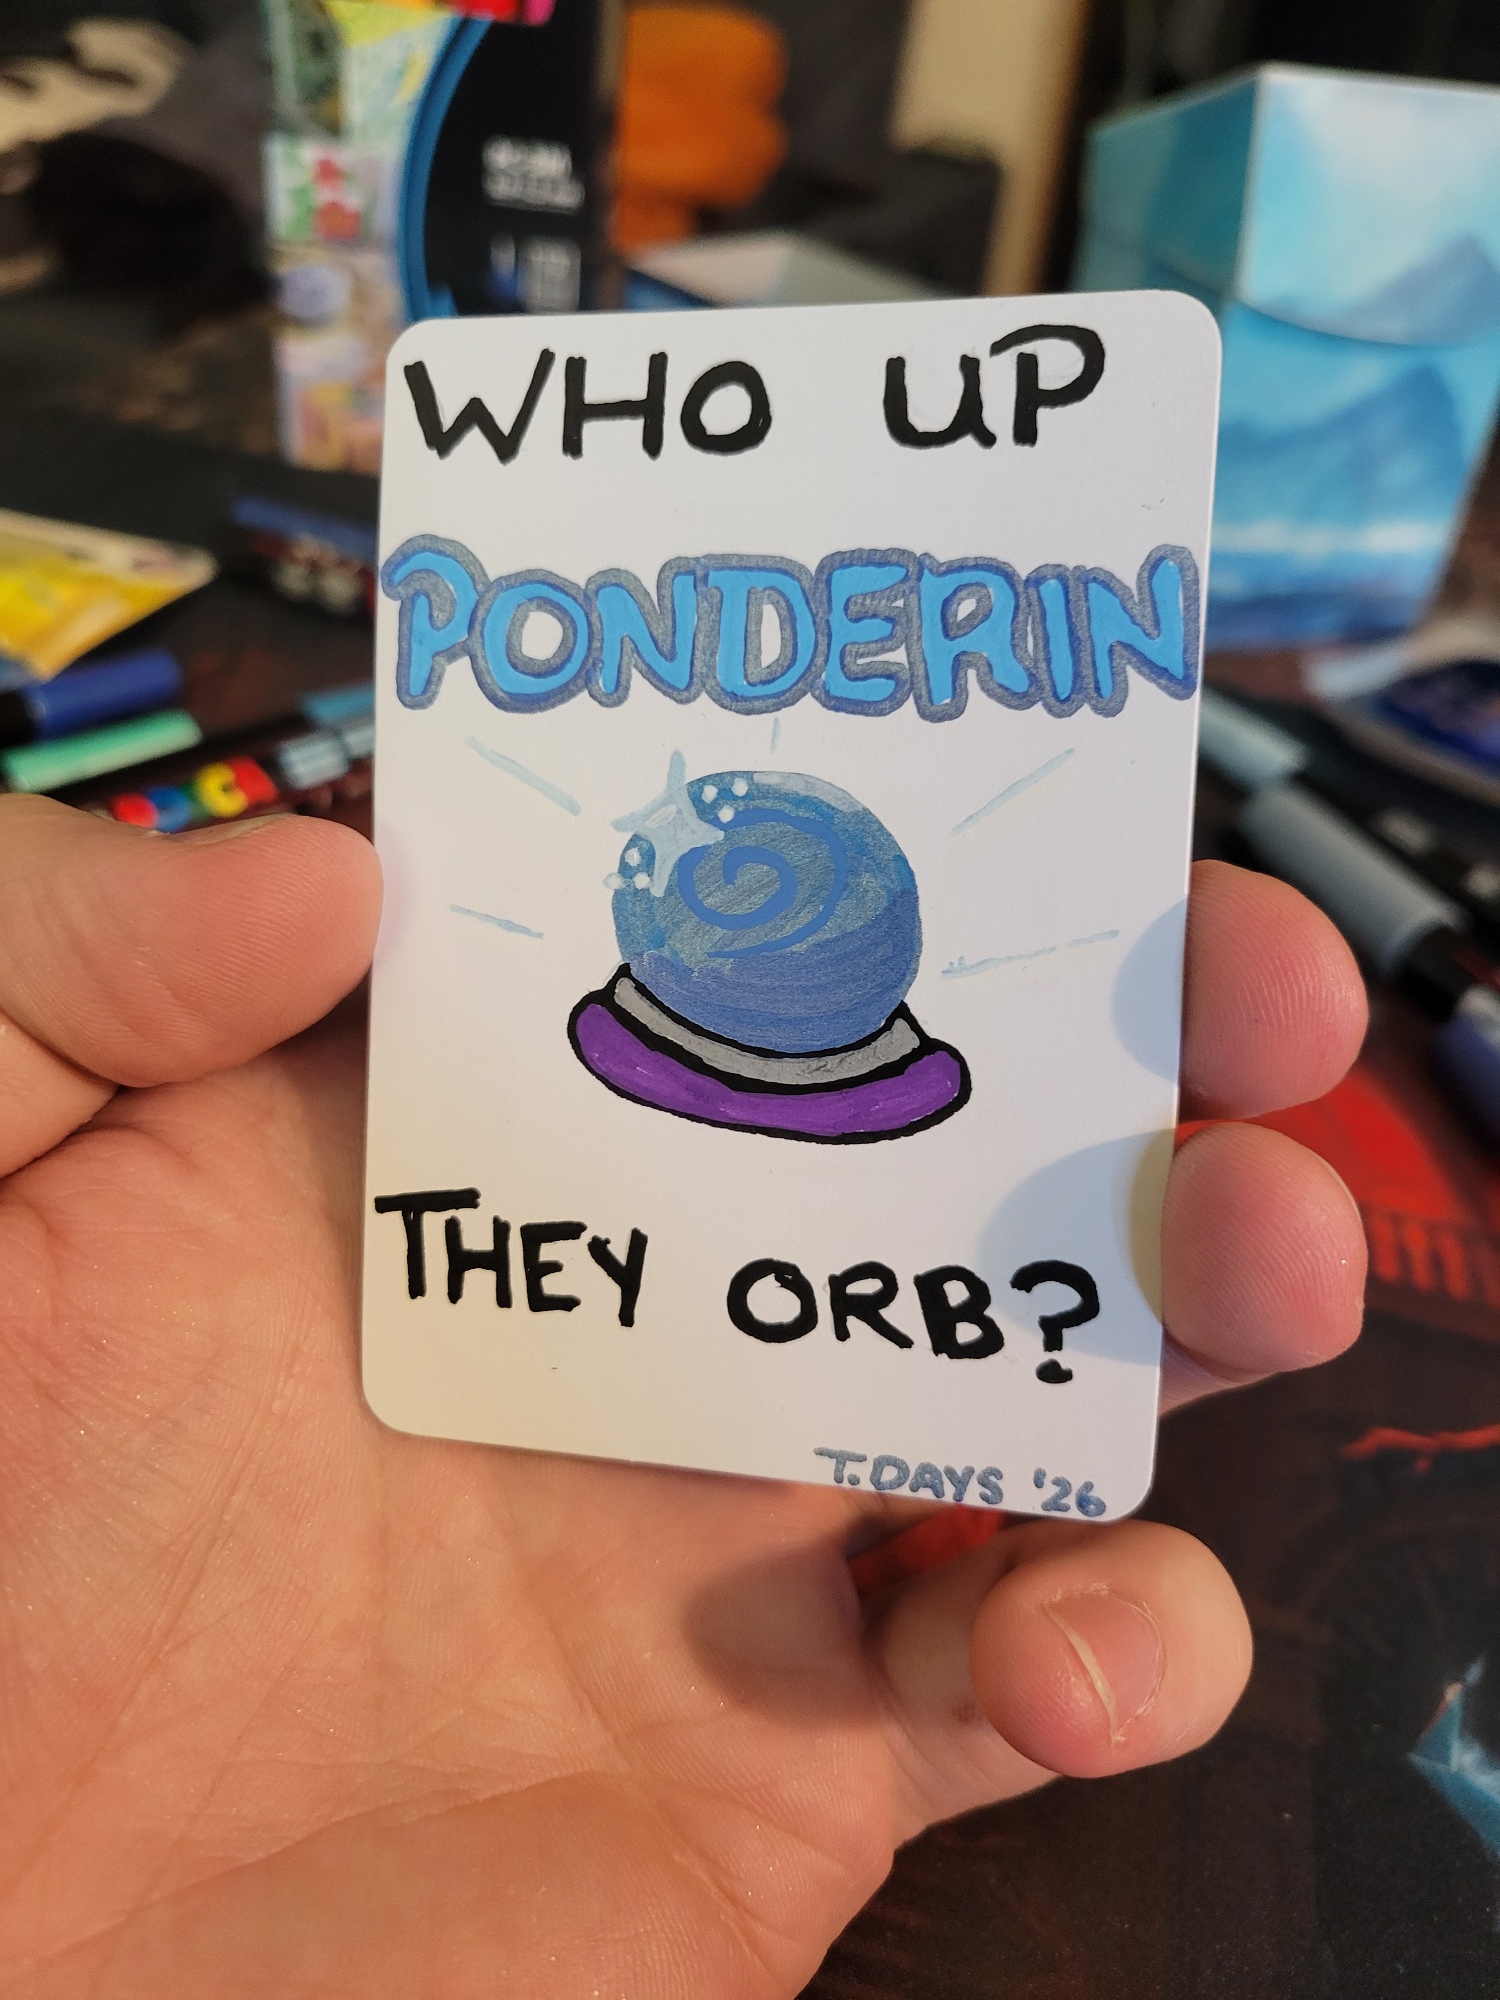 WHO UP
PONDERIN
THEY ORB?
T.DAYS '26